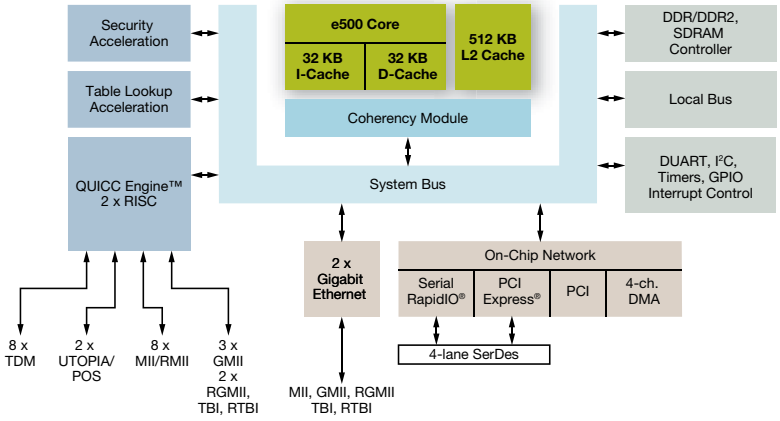 Security
Acceleration
Table Lookup
Acceleration
QUICC Engine™
2 x RISC
e500 Core
32 KB
I-Cache
32 KB
D-Cache
512 KB
L2 Cache
Coherency Module
System Bus
DDR/DDR2,
SDRAM
Controller
Local Bus
DUART, I²C,
Timers, GPIO
Interrupt Control
2 x
Gigabit
Ethernet
On-Chip Network
Serial
RapidIO®
PCI
Express®
PCI
4-ch.
DMA
4-lane SerDes
8 x
TDM
2 x
UTOPIA/
POS
8 x
MII/RMII
3 x
GMII
2 x
RGMII,
TBI, RTBI
MII, GMII, RGMII
TBI, RTBI